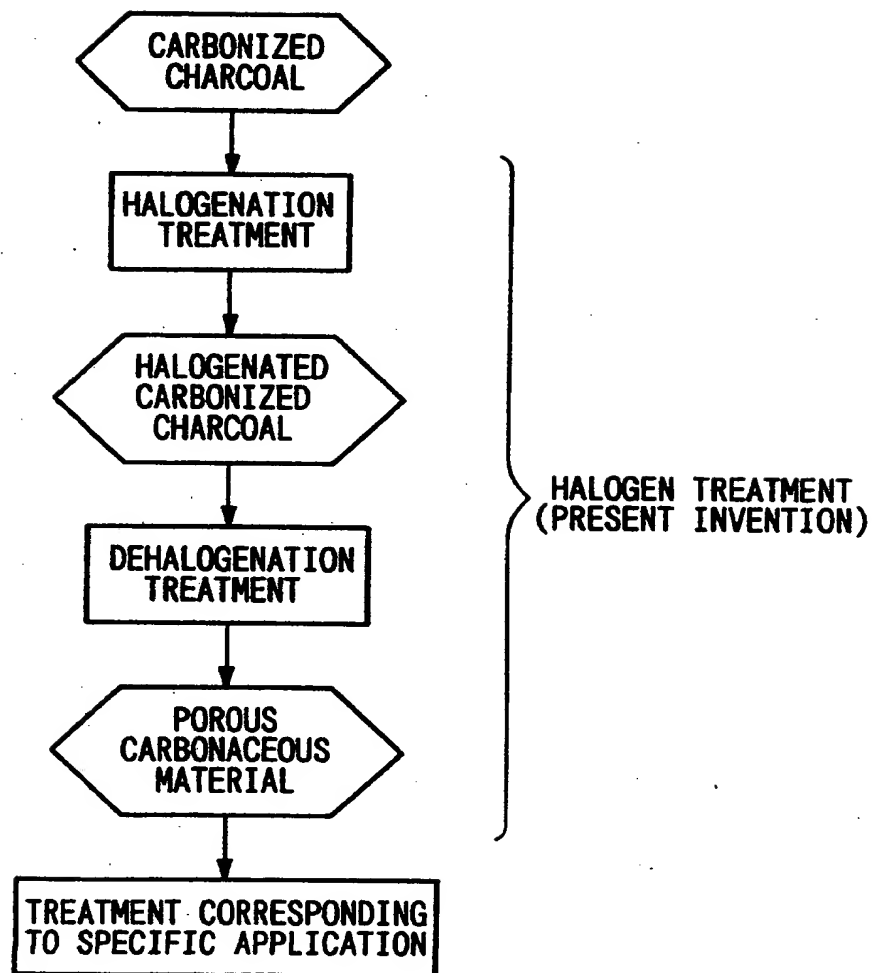 CARBONIZED
CHARCOAL
HALOGENATION
TREATMENT
HALOGENATED
CARBONIZED
CHARCOAL
DEHALOGENATION
TREATMENT
POROUS
CARBONACEOUS
MATERIAL
TREATMENT CORRESPONDING
TO SPECIFIC APPLICATION
HALOGEN TREATMENT
(PRESENT INVENTION)